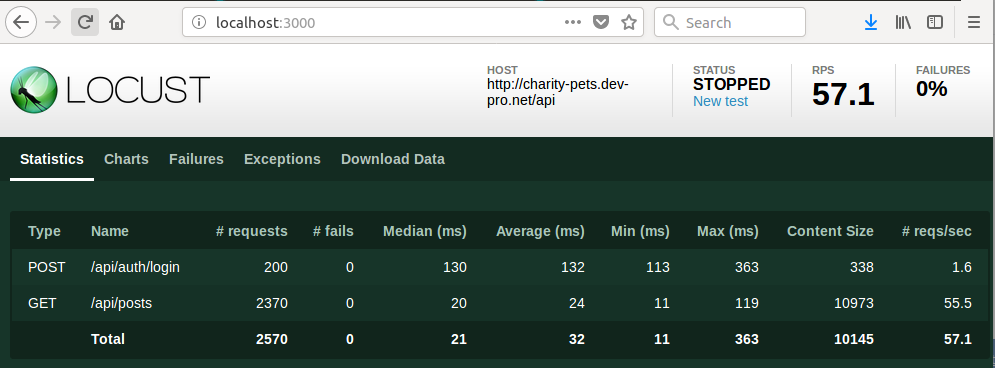 localhost:3000
Search
LOCUST
HOST
http://charity-pets.dev-
pro.net/api
STATUS
STOPPED
New test
RPS
57.1
FAILURES
0%
Statistics Charts Failures Exceptions Download Data
Type Name # requests # fails Median (ms) Average (ms) Min (ms) Max (ms) Content Size # reqs/sec
POST /api/auth/login 200 0 130 132 113 363 338 1.6
GET /api/posts 2370 0 20 24 11 119 10973 55.5
Total 2570 0 21 32 11 363 10145 57.1